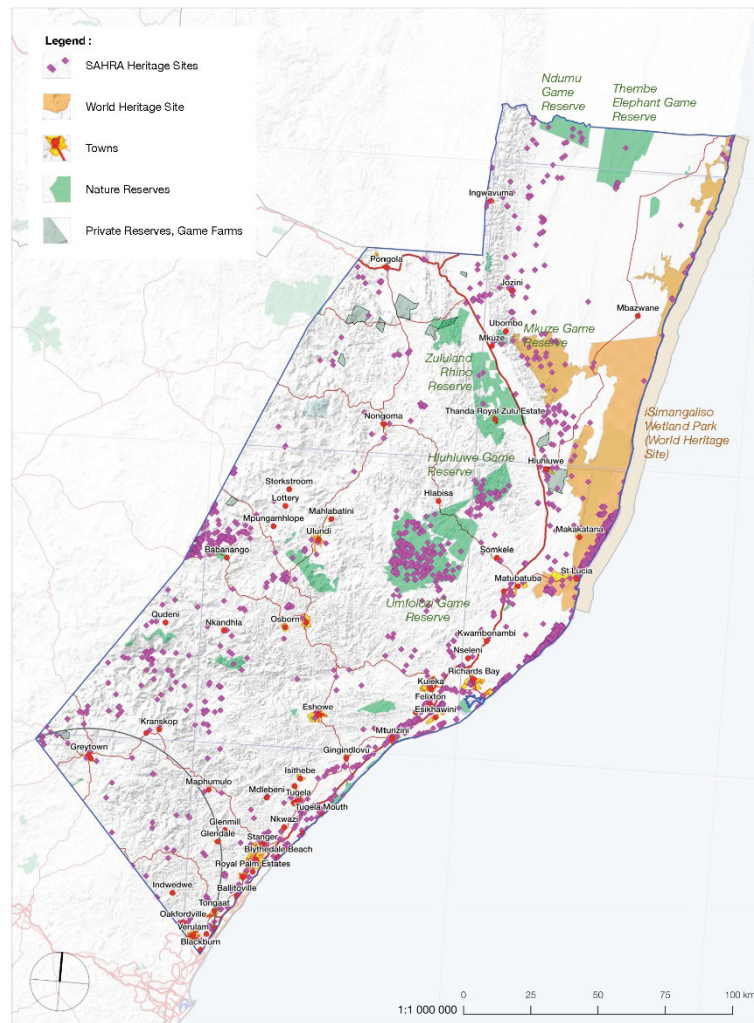 Legend :
SAHRA Heritage Sites
World Heritage Site
Towns
Nature Reserves
Private Reserves, Game Farms
Ndumu
Game
Reserve
Thembe
Elephant Game
Reserve
Ingwavuma
Pongola
Jozini
Mbazwane
Ubombo
Mkuze
Mkuze Game
Reserve
Zululand
Rhino
Reserve
Thanda Royal Zulu Estate
Nongoma
iSimangaliso
Wetland Park
(World Heritage
Site)
Hluhluwe Game
Reserve
Hluhluwe
Sterkstroom
Lottery
Hlabisa
Mpungamhlope
Mahlabatini
Ulundi
Makakatana
Babanango
Somkele
St Lucia
Matubatuba
Umfolozi Game
Reserve
Qudeni
Nkandhla
Osborn
Kwambonambi
Nseleni
Richards Bay
Kuleka
Felixton
Esikhawini
Eshowe
Kranskop
Mtunzini
Greytown
Gingindlovu
Isithebe
Maphumulo
Mdlebeni
Tugela
Tugela Mouth
Nkwazi
Glenmill
Glendale
Stanger
Blythedale Beach
Royal Palm Estates
Indwedwe
Ballitoville
Tongaat
Oakfordville
Verulam
Blackburn
1:1 000 000
0 25 50 75 100 km